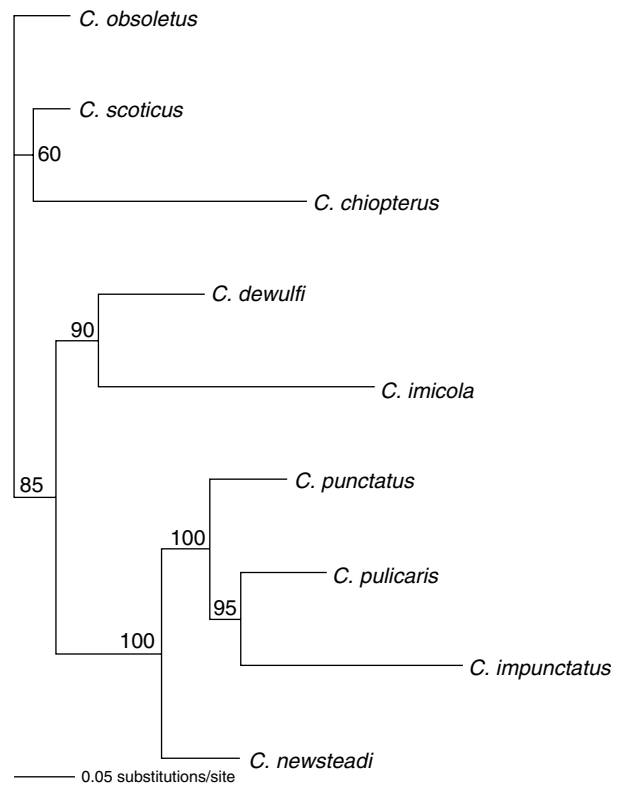 C. obsoletus
C. scoticus
60
C. chiopterus
C. dewulfi
90
C. imicola
C. punctatus
85
100
C. pulicaris
95
100
C. impunctatus
C. newsteadi
0.05 substitutions/site